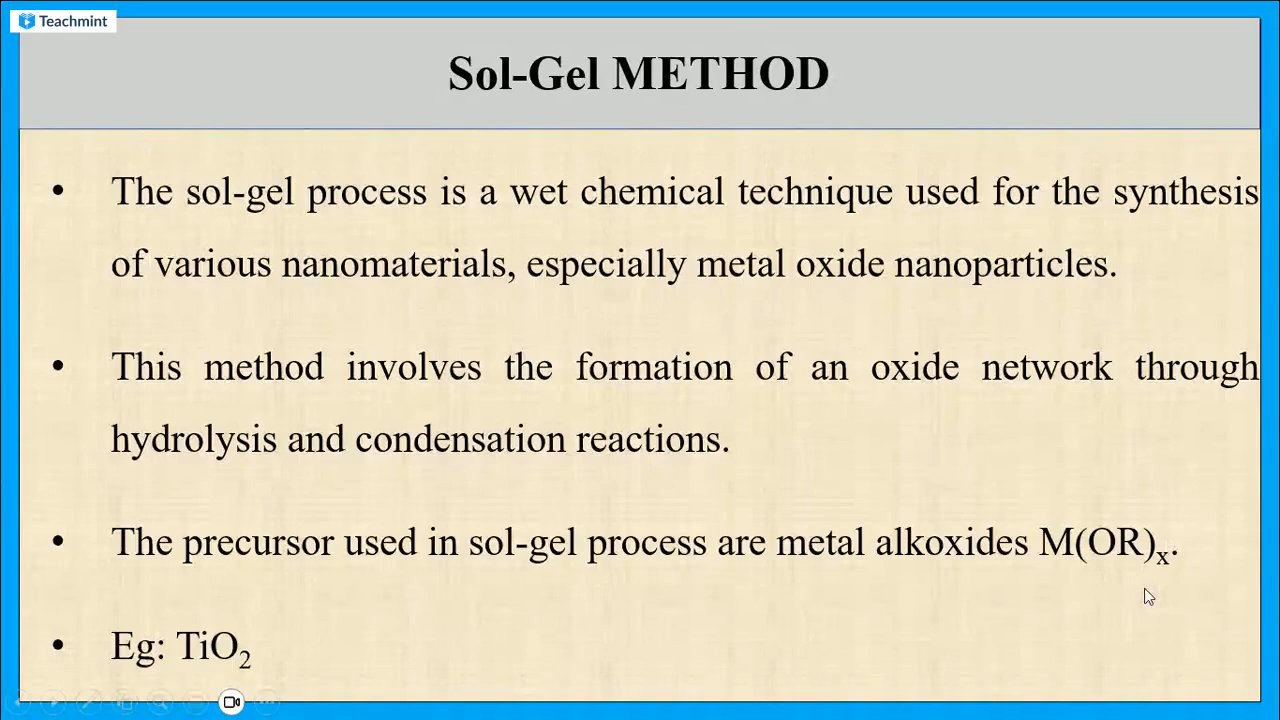 Teachmint
Sol-Gel METHOD
• The sol-gel process is a wet chemical technique used for the synthesis
of various nanomaterials, especially metal oxide nanoparticles.
• This method involves the formation of an oxide network through
hydrolysis and condensation reactions.
• The precursor used in sol-gel process are metal alkoxides M(OR)ₓ.
• Eg: TiO₂